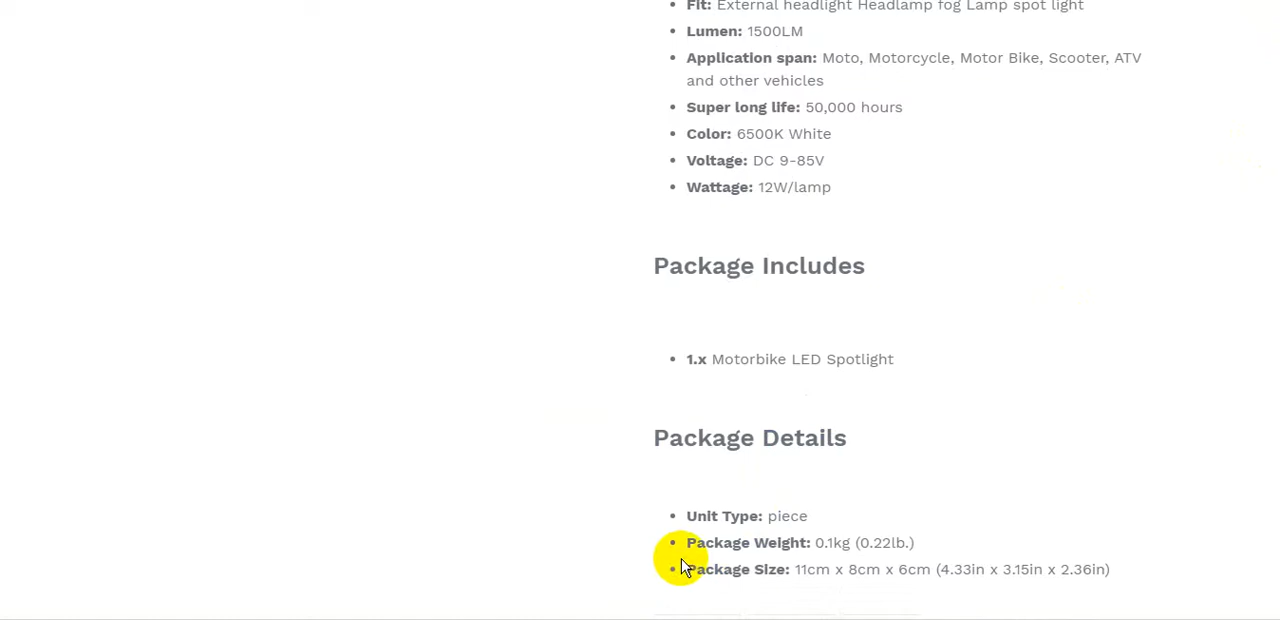 Fit: External headlight Headlamp fog Lamp spot light
Lumen: 1500LM
Application span: Moto, Motorcycle, Motor Bike, Scooter, ATV
and other vehicles
Super long life: 50,000 hours
Color: 6500K White
Voltage: DC 9-85V
Wattage: 12W/lamp
Package Includes
1.x Motorbike LED Spotlight
Package Details
Unit Type: piece
Package Weight: 0.1kg (0.22lb.)
Package Size: 11cm x 8cm x 6cm (4.33in x 3.15in x 2.36in)